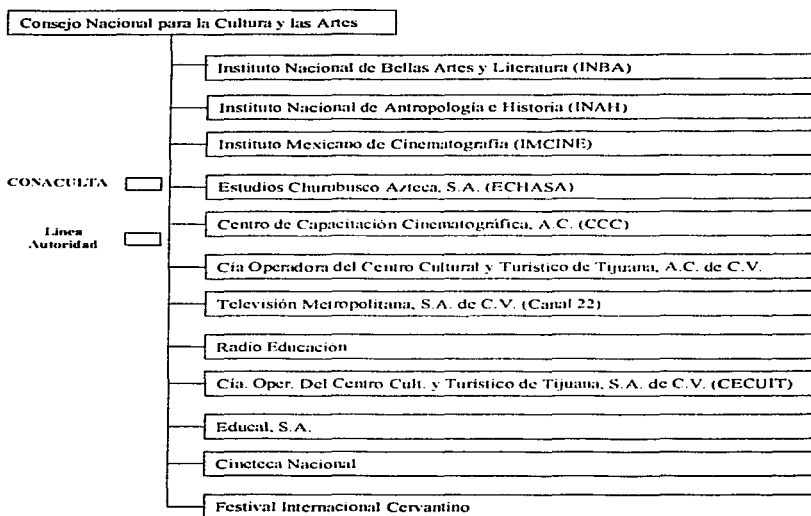 Consejo Nacional para la Cultura y las Artes
Instituto Nacional de Bellas Artes y Literatura (INBA)
Instituto Nacional de Antropología e Historia (INAH)
Instituto Mexicano de Cinematografía (IMCINE)
CONACULTA
Estudios Churubusco Azteca, S.A. (ECHASA)
Línea
Autoridad
Centro de Capacitación Cinematográfica, A.C. (CCC)
Cía Operadora del Centro Cultural y Turístico de Tijuana, A.C. de C.V.
Televisión Metropolitana, S.A. de C.V. (Canal 22)
Radio Educación
Cía. Oper. Del Centro Cult. y Turístico de Tijuana, S.A. de C.V. (CECUIT)
Educal, S.A.
Cineteca Nacional
Festival Internacional Cervantino